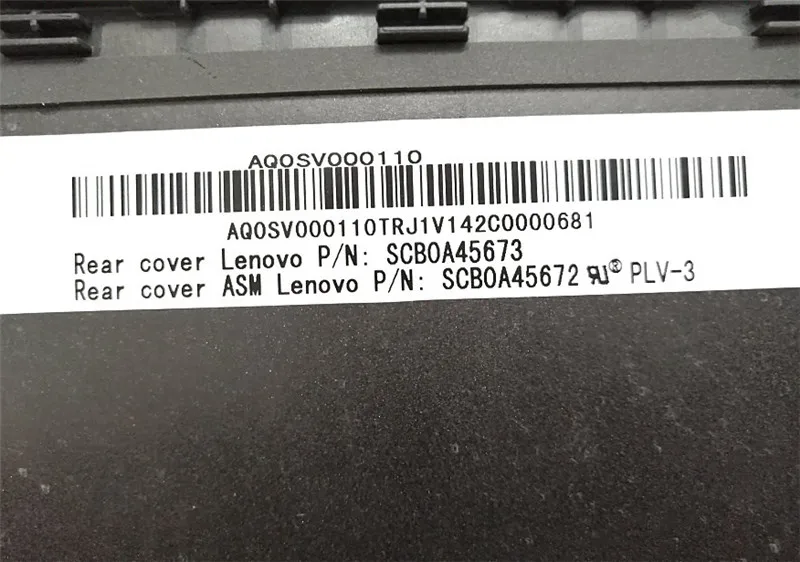 AQ0SV000110
AQ0SV000110TRJ1V142C0000681
Rear cover Lenovo P/N: SCB0A45673
Rear cover ASM Lenovo P/N: SCB0A45672 ® PLV-3